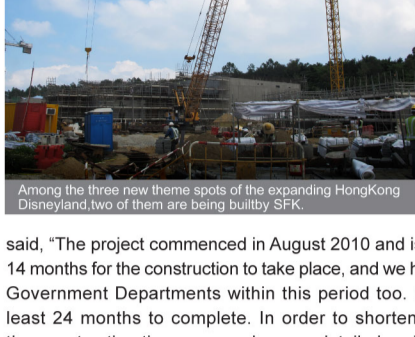 Among the three new theme spots of the expanding HongKong
Disneyland,two of them are being builtby SFK.
said, “The project commenced in August 2010 and
14 months for the construction to take place, and we
Government Departments within this period too.
least 24 months to complete. In order to shorten